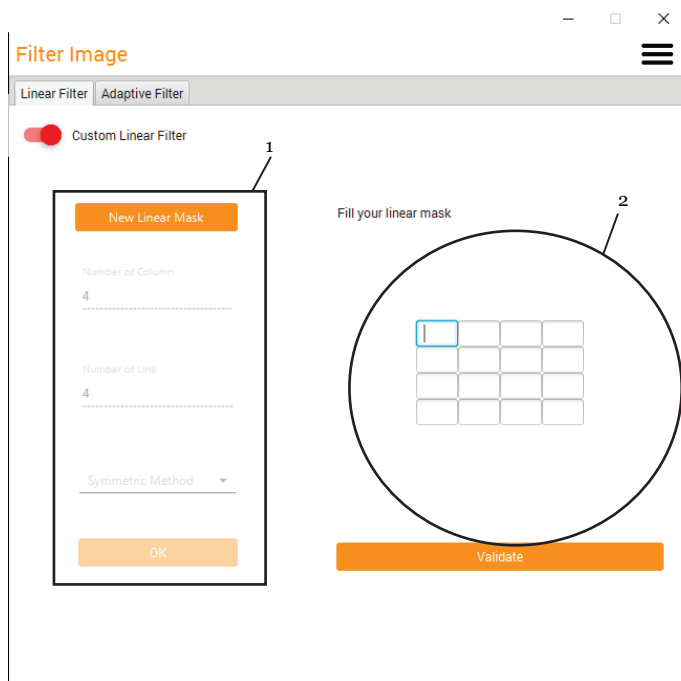 Filter Image
Linear Filter Adaptive Filter
Custom Linear Filter
1
New Linear Mask
Number of Column
4
Number of Line
4
Symmetric Method
OK
Fill your linear mask
2
Validate